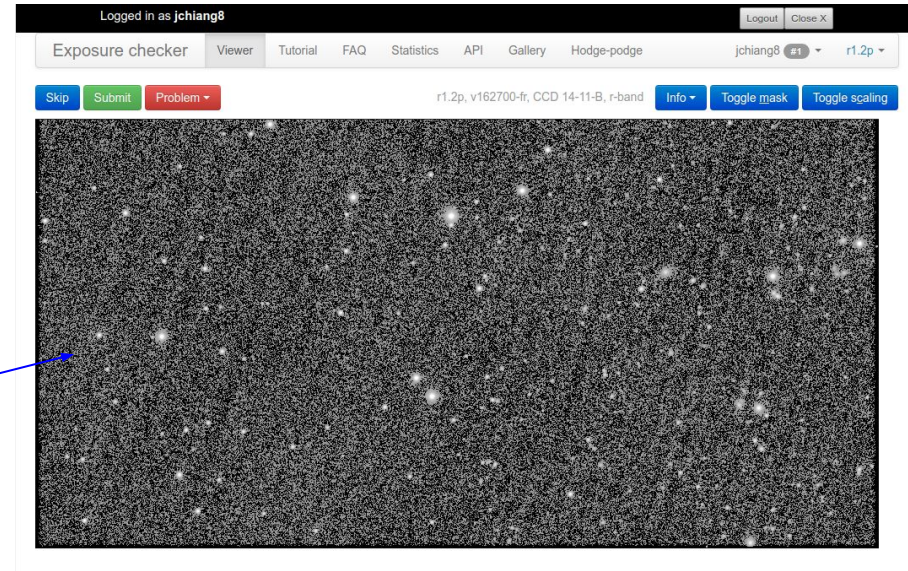 Logged in as jchiang8 Logout Close X
Exposure checker Viewer Tutorial FAQ Statistics API Gallery Hodge-podge jchiang8 #1 r1.2p
Skip Submit Problem r1.2p, v162700-fr, CCD 14-11-B, r-band Info Toggle mask Toggle scaling